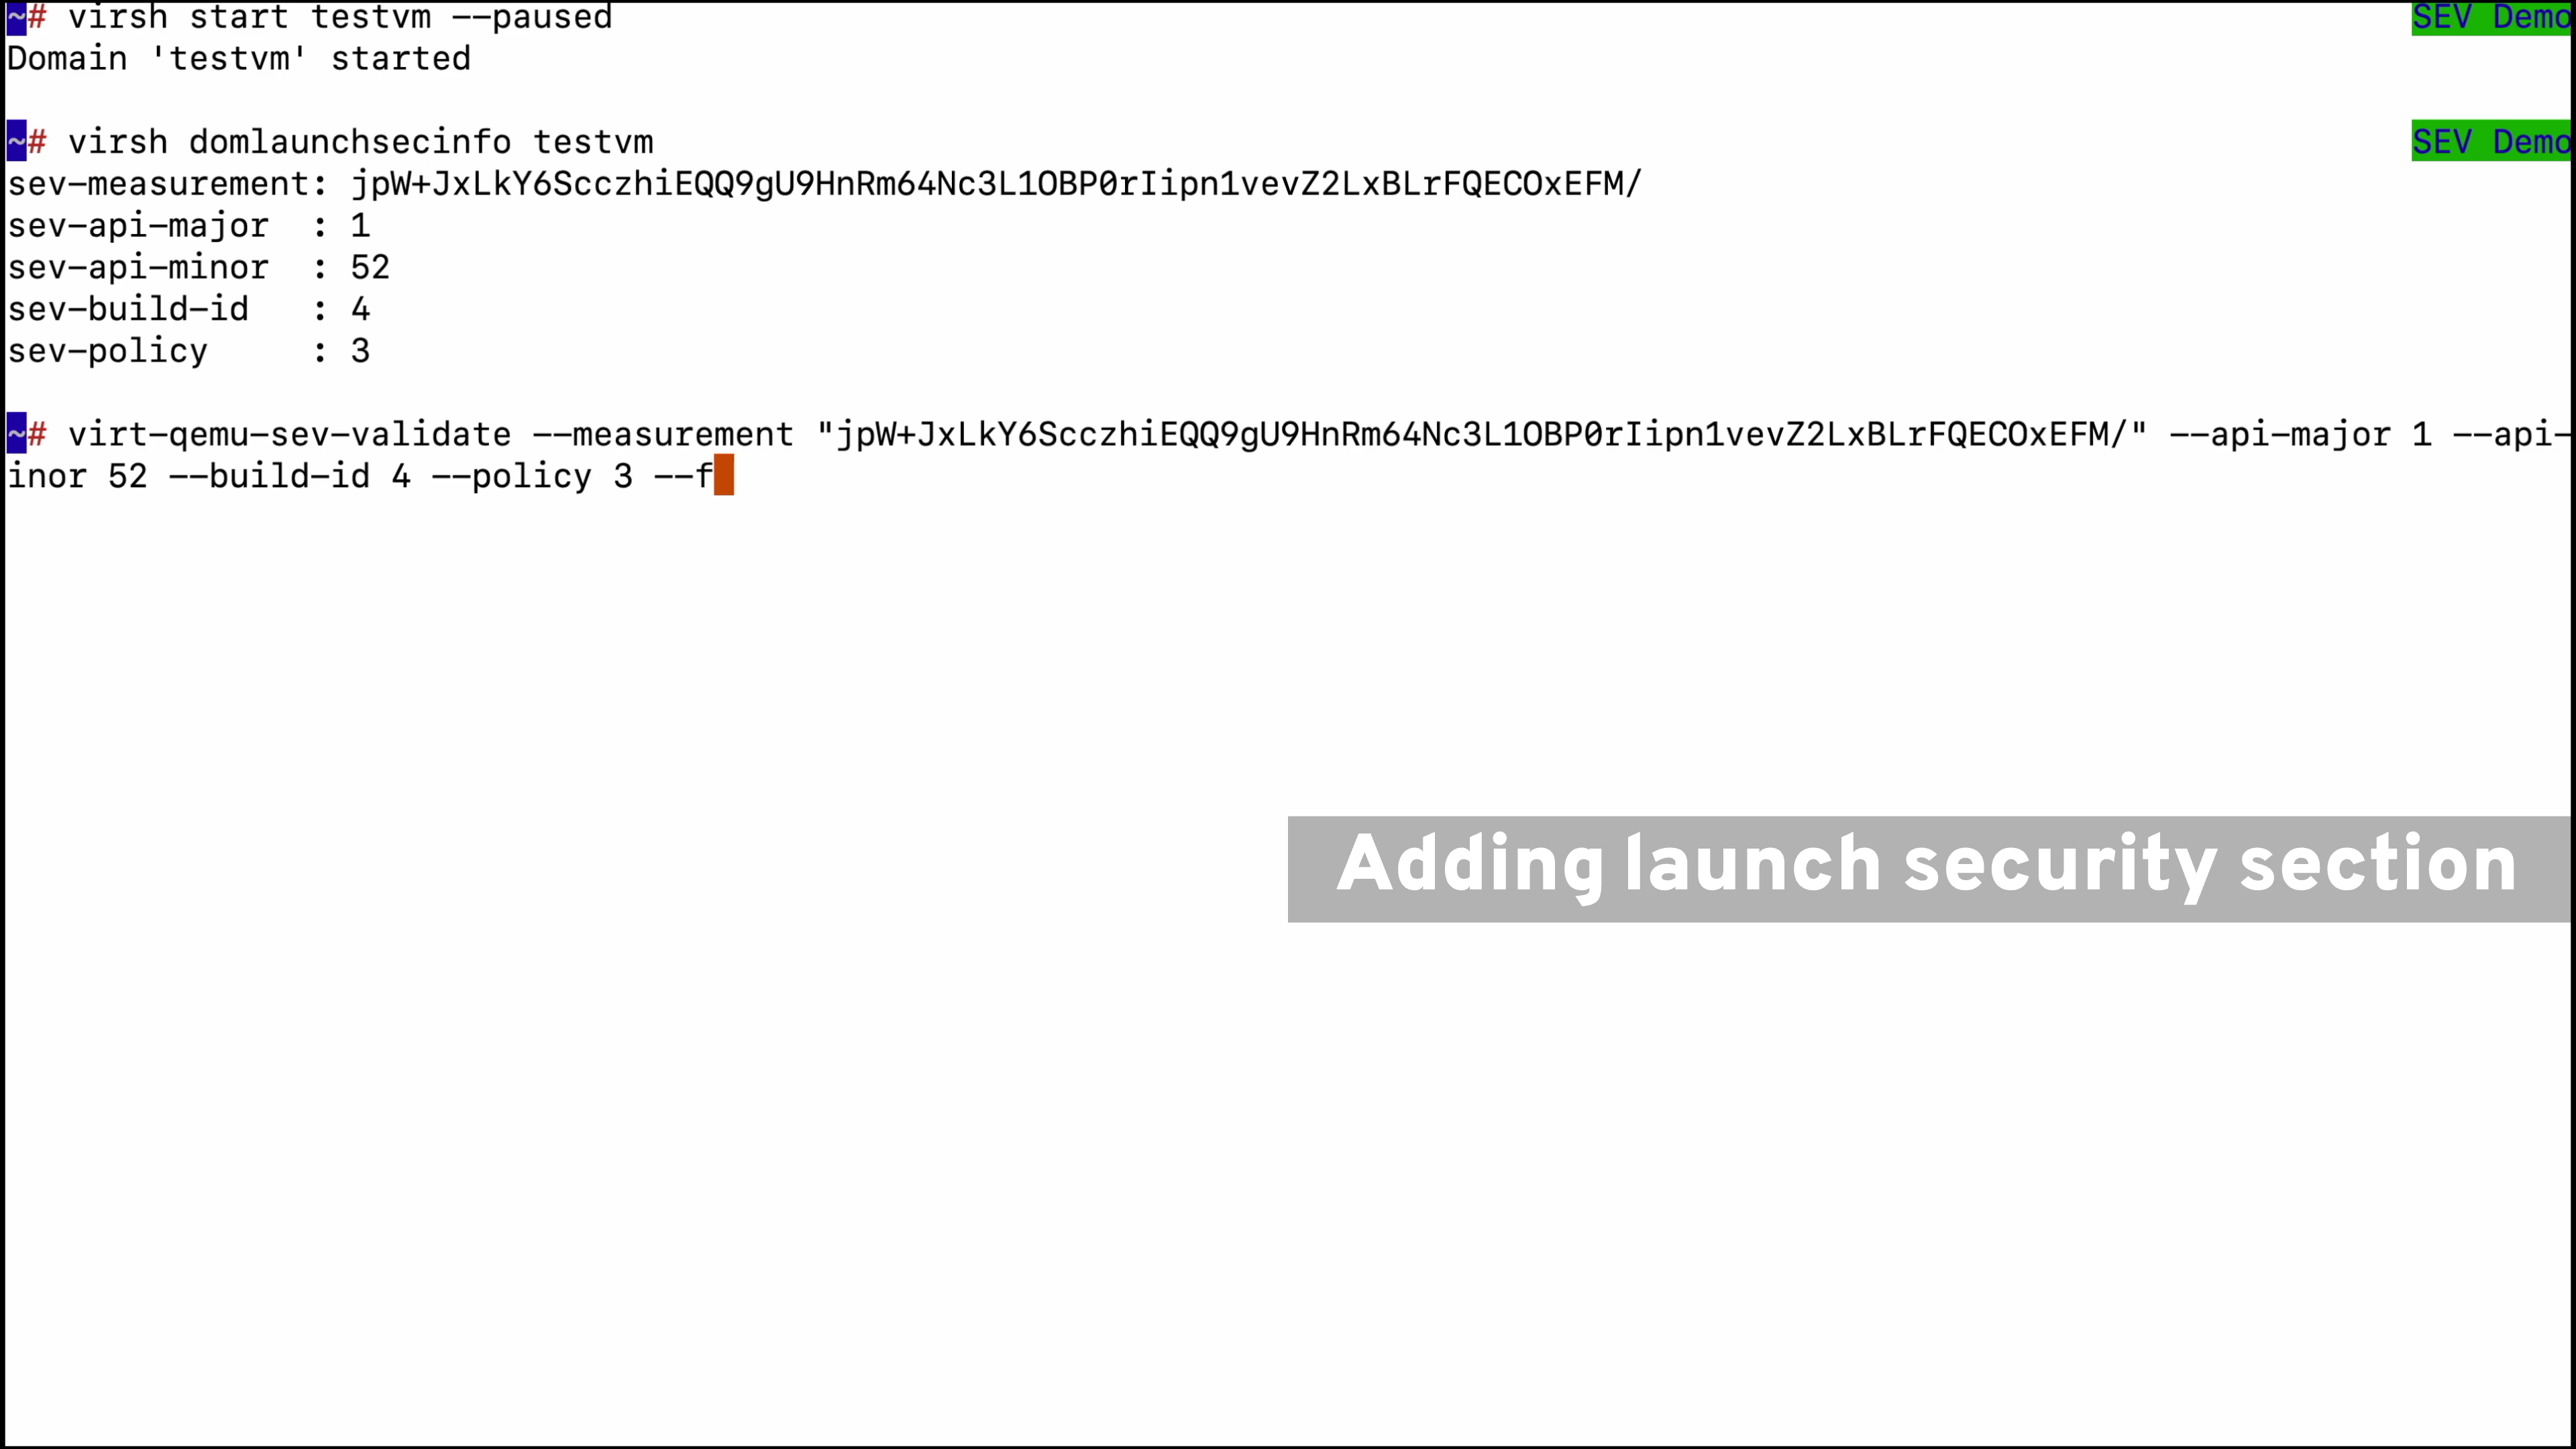 ~# virsh start testvm --paused SEV Demo
Domain 'testvm' started
~# virsh domlaunchsecinfo testvm SEV Demo
sev-measurement: jpW+JxLkY6ScczhiEQQ9gU9HnRm64Nc3L1OBP0rIipn1vevZ2LxBLrFQECOxEFM/
sev-api-major : 1
sev-api-minor : 52
sev-build-id : 4
sev-policy : 3
~# virt-qemu-sev-validate --measurement "jpW+JxLkY6ScczhiEQQ9gU9HnRm64Nc3L1OBP0rIipn1vevZ2LxBLrFQECOxEFM/" --api-major 1 --api-
inor 52 --build-id 4 --policy 3 --f
Adding launch security section